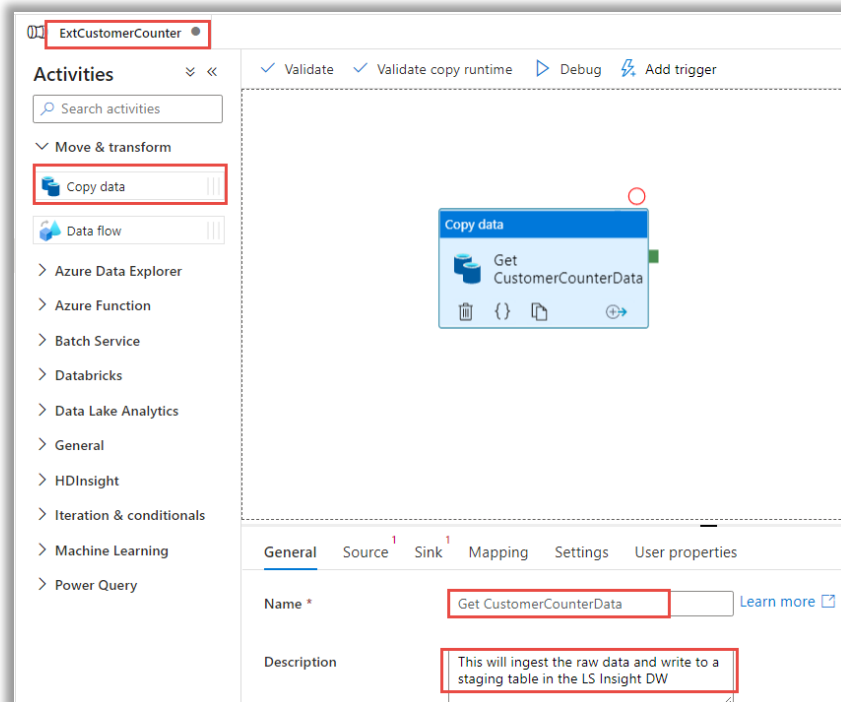 ExtCustomerCounter
Activities
Validate
Validate copy runtime
Debug
Add trigger
Search activities
Move & transform
Copy data
Data flow
Azure Data Explorer
Azure Function
Batch Service
Databricks
Data Lake Analytics
General
HDInsight
Iteration & conditionals
Machine Learning
Power Query
Copy data
Get
CustomerCounterData
{}
General
Source 1
Sink 1
Mapping
Settings
User properties
Name *
Get CustomerCounterData
Learn more
Description
This will ingest the raw data and write to a
staging table in the LS Insight DW